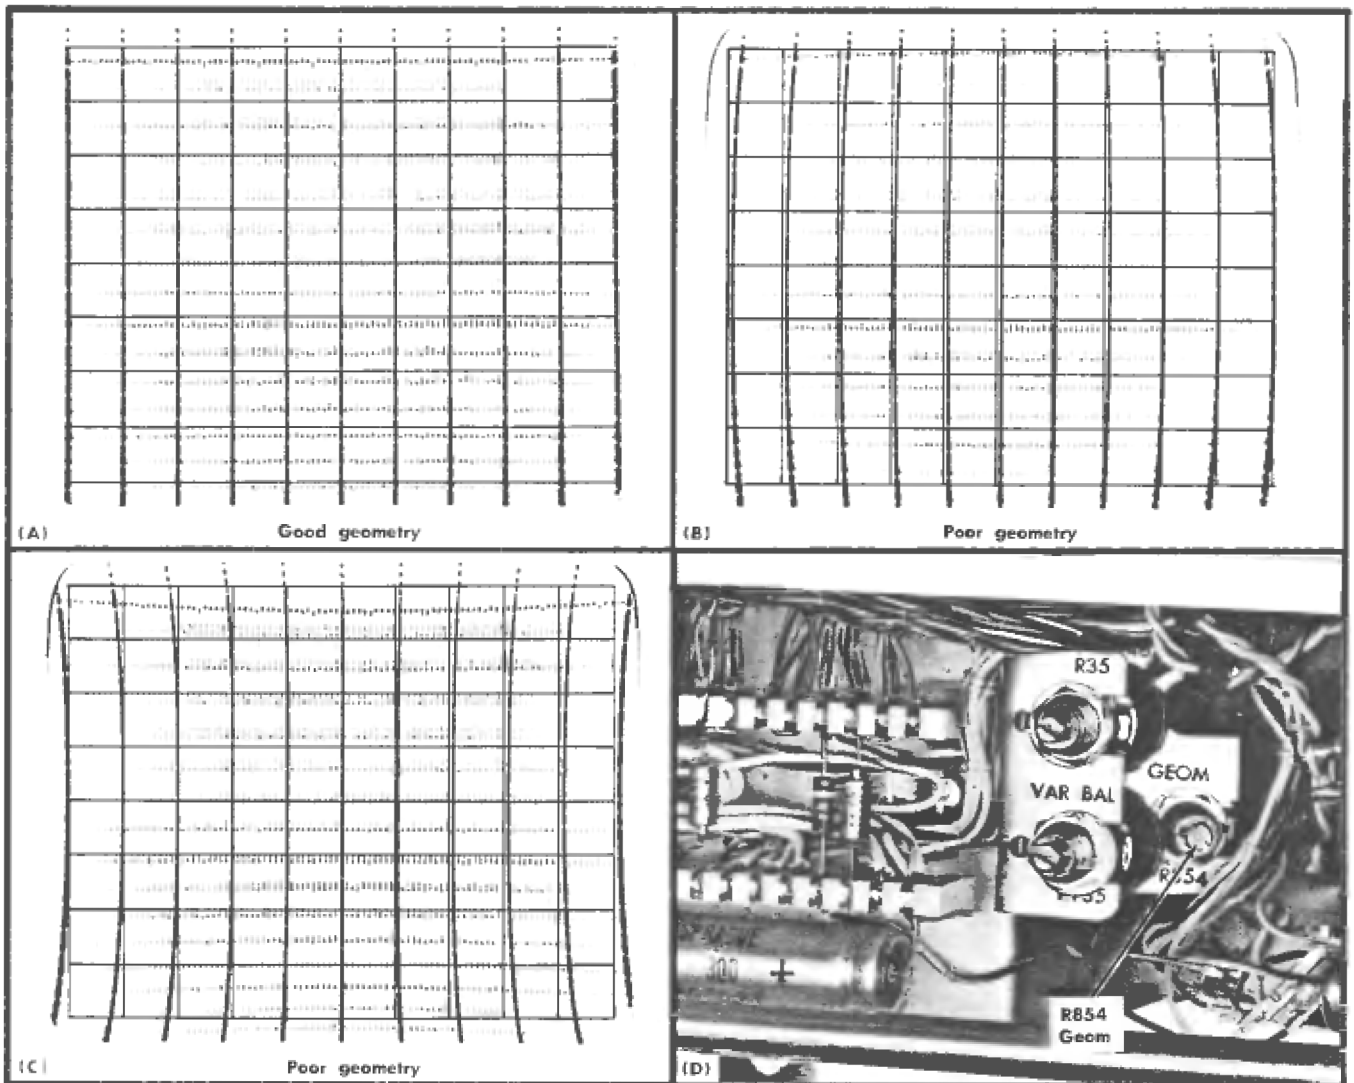 (A)
Good geometry
(B)
Poor geometry
(C)
Poor geometry
R35
GEOM
VAR BAL
R854
Geom
(D)